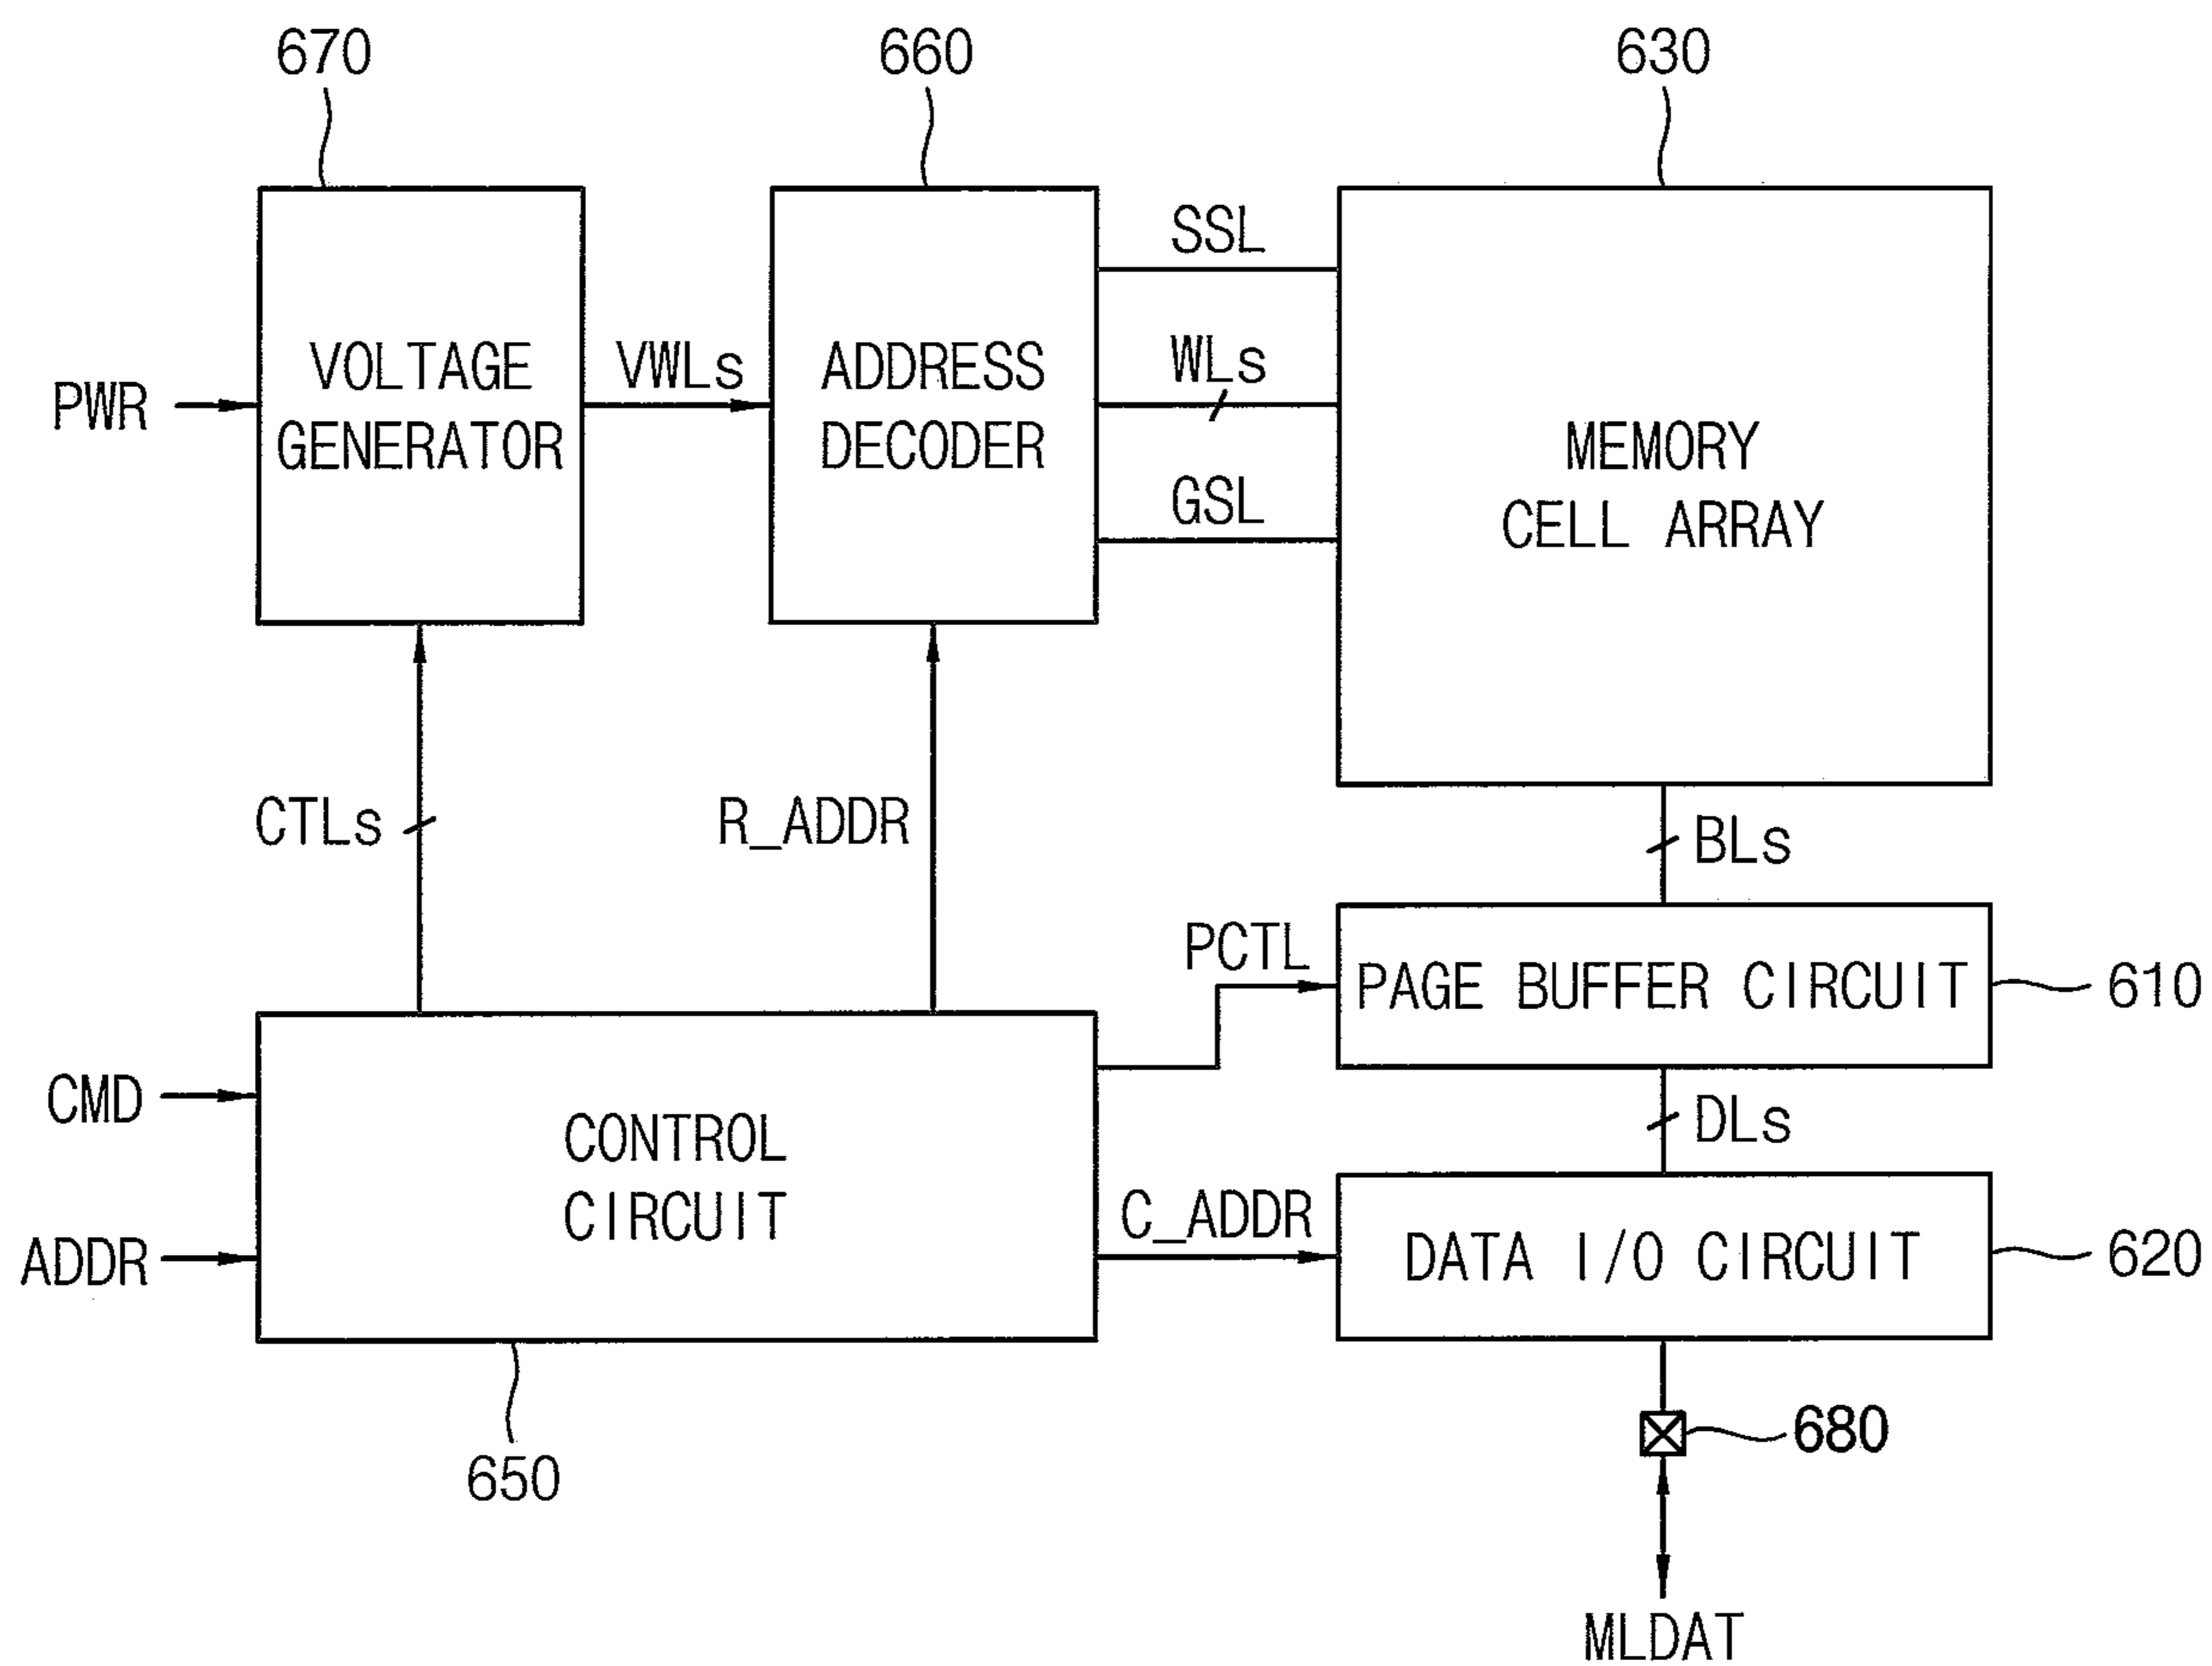 670
660
630
SSL
VOLTAGE
GENERATOR
VWLs
ADDRESS
DECODER
WLs
PWR
MEMORY
CELL ARRAY
GSL
CTLs
R_ADDR
BLs
PCTL
PAGE BUFFER CIRCUIT
610
CMD
CONTROL
CIRCUIT
DLs
ADDR
C_ADDR
DATA I/O CIRCUIT
620
650
680
MLDAT